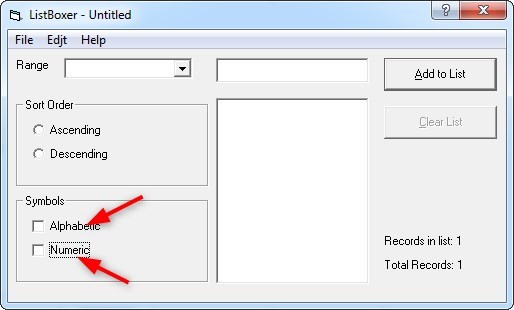 ListBoxer - Untitled
File Edjt Help
Range
Add to List
Sort Order
Ascending
Descending
Clear List
Symbols
Alphabetic
Numeric
Records in list: 1
Total Records: 1